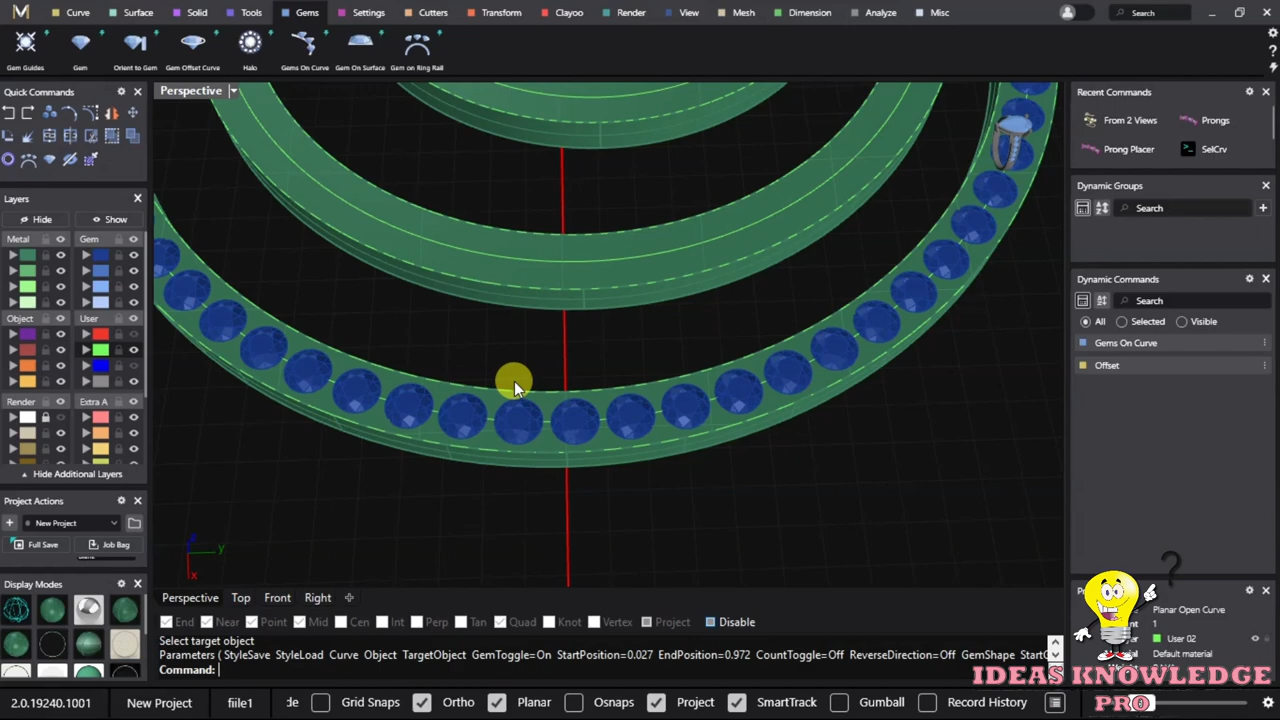 Curve Surface Solid Tools Gems Settings Cutters Transform Clayoo Render View Mesh Dimension Analyze Misc Search
Gem Guides Gem Orient to Gem Gem Offset Curve Halo Gems On Curve Gem On Surface Gem on Ring Rail
Quick Commands
Perspective
Recent Commands
From 2 Views Prongs
Prong Placer SelCrv
Layers
Hide Show
Metal Gem
Object User
Render Extra A
Hide Additional Layers
Dynamic Groups
Search
Dynamic Commands
Search
All Selected Visible
Gems On Curve
Offset
Project Actions
New Project
Full Save Job Bag
Display Modes
z
y
x
Perspective Top Front Right
End Near Point Mid Cen Int Perp Tan Quad Knot Vertex Project Disable
Select target object
Parameters ( StyleSave StyleLoad Curve Object TargetObject GemToggle=On StartPosition=0.027 EndPosition=0.972 CountToggle=Off ReverseDirection=Off GemShape
Command:
Planar Open Curve
1
User 02
Default material
?
IDEAS KNOWLEDGE
PRO
2.0.19240.1001 New Project fiile1 de Grid Snaps Ortho Planar Osnaps Project SmartTrack Gumball Record History